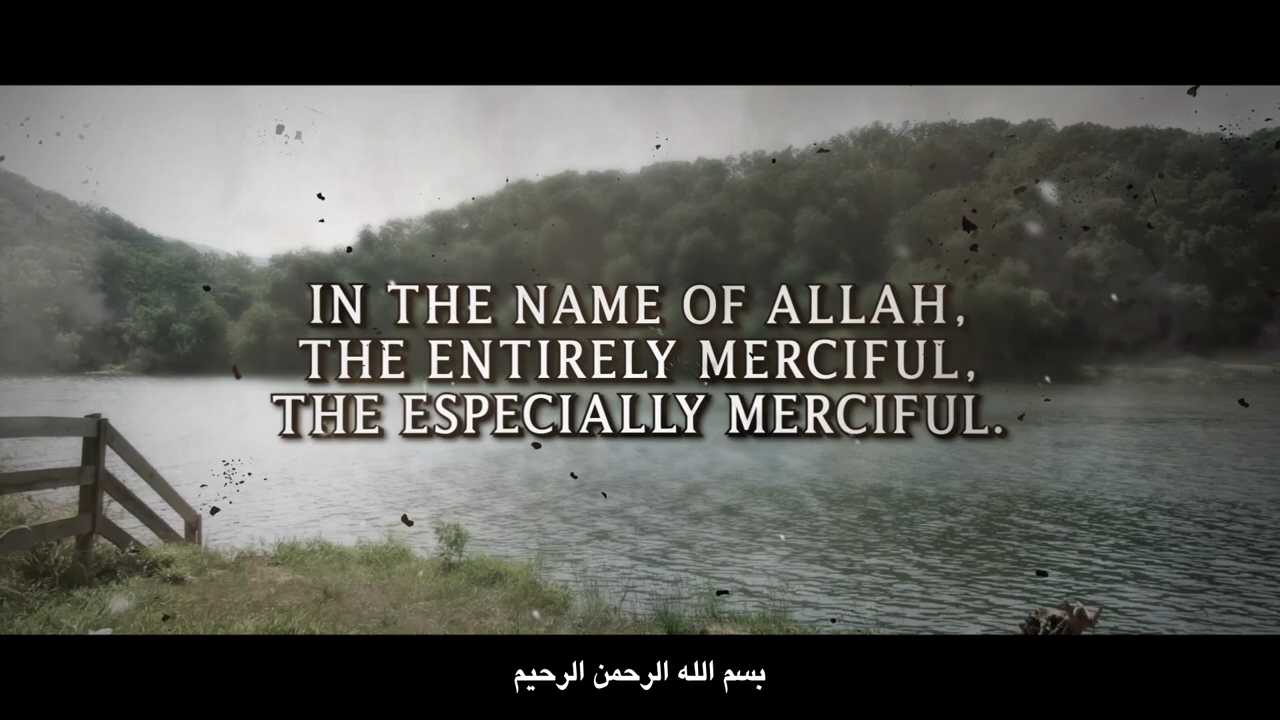 IN THE NAME OF ALLAH,
THE ENTIRELY MERCIFUL,
THE ESPECIALLY MERCIFUL.
بسم الله الرحمن الرحيم